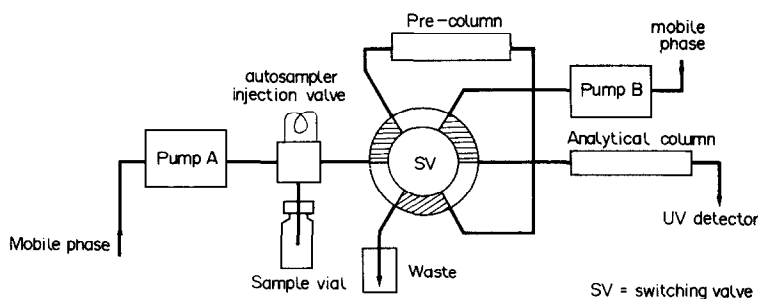 Pre-column
mobile
phase
autosampler
injection valve
Pump B
Analytical column
Pump A
SV
UV detector
Mobile phase
Sample vial
Waste
SV = switching valve